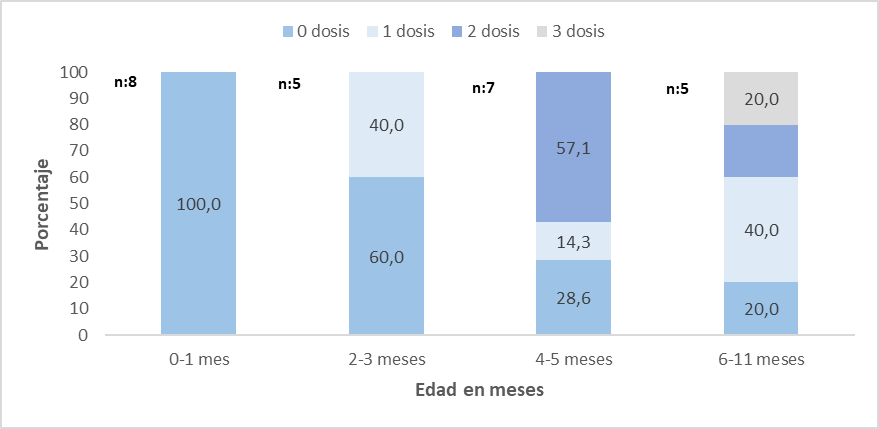 0 dosis 1 dosis 2 dosis 3 dosis
Porcentaje
100
90
80
70
60
50
40
30
20
10
0
n:8
100,0
n:5
40,0
60,0
n:7
57,1
14,3
28,6
n:5
20,0
40,0
20,0
0-1 mes 2-3 meses 4-5 meses 6-11 meses
Edad en meses